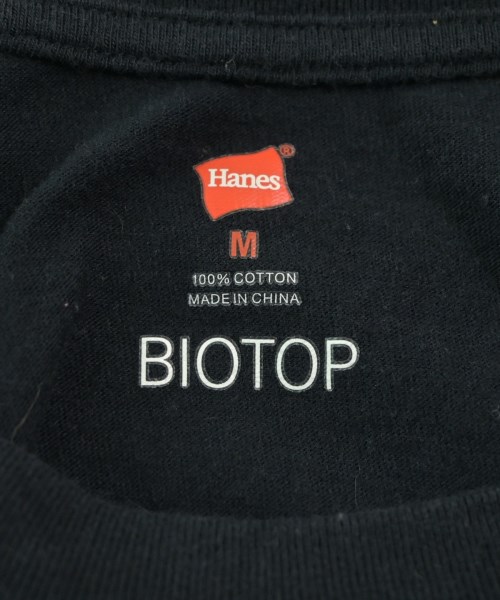 Hanes®
M
100% COTTON
MADE IN CHINA
BIOTOP